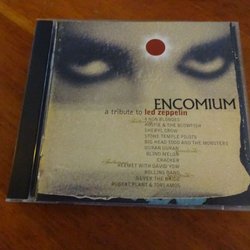 ENCOMIUM
a tribute to led zeppelin
4 NON BLONDES
HOOTIE & THE BLOWFISH
SHERYL CROW
STONE TEMPLE PILOTS
BIG HEAD TODD AND THE MONSTERS
DURAN DURAN
BLIND MELON
CRACKER
HELMET WITH DAVID YOW
ROLLINS BAND
NEVER THE BRIDE
ROBERT PLANT & TORI AMOS